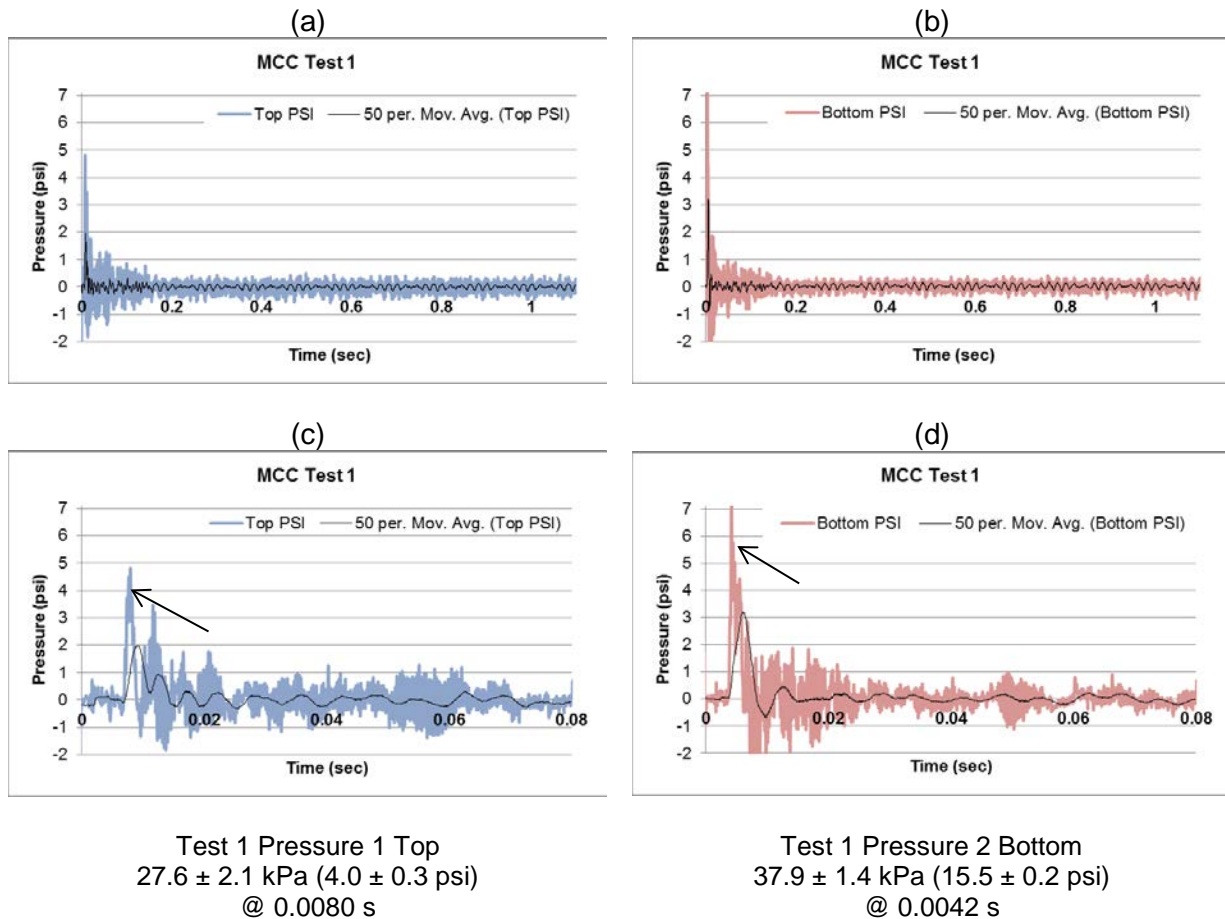 (a)
MCC Test 1
Top PSI 50 per. Mov. Avg. (Top PSI)
Pressure (psi)
7
6
5
4
3
2
1
0
-1
-2
0 0.2 0.4 0.6 0.8 1
Time (sec)
(b)
MCC Test 1
Bottom PSI 50 per. Mov. Avg. (Bottom PSI)
Pressure (psi)
7
6
5
4
3
2
1
0
-1
-2
0 0.2 0.4 0.6 0.8 1
Time (sec)
(c)
MCC Test 1
Top PSI 50 per. Mov. Avg. (Top PSI)
Pressure (psi)
7
6
5
4
3
2
1
0
-1
-2
0 0.02 0.04 0.06 0.08
Time (sec)
(d)
MCC Test 1
Bottom PSI 50 per. Mov. Avg. (Bottom PSI)
Pressure (psi)
7
6
5
4
3
2
1
0
-1
-2
0 0.02 0.04 0.06 0.08
Time (sec)
Test 1 Pressure 1 Top
27.6 ± 2.1 kPa (4.0 ± 0.3 psi)
@ 0.0080 s
Test 1 Pressure 2 Bottom
37.9 ± 1.4 kPa (15.5 ± 0.2 psi)
@ 0.0042 s